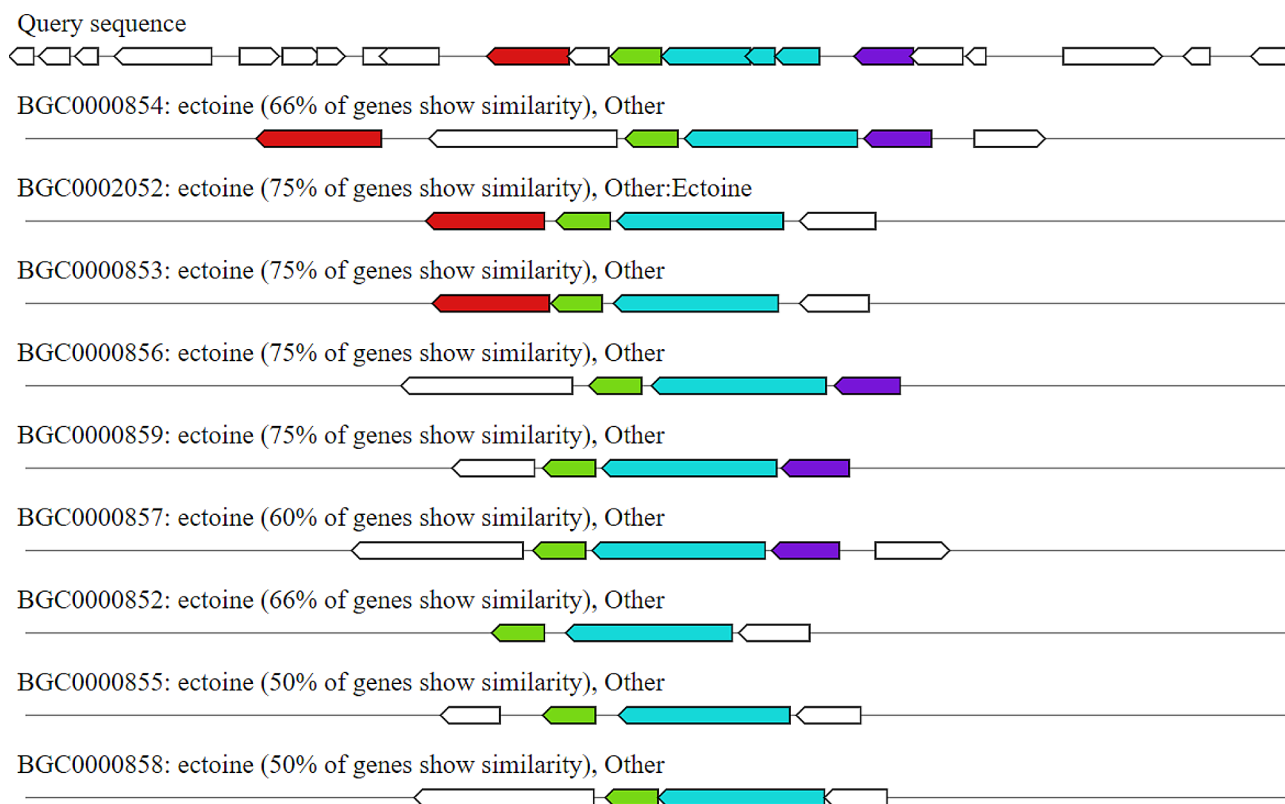 Query sequence
BGC0000854: ectoine (66% of genes show similarity), Other
BGC0002052: ectoine (75% of genes show similarity), Other:Ectoine
BGC0000853: ectoine (75% of genes show similarity), Other
BGC0000856: ectoine (75% of genes show similarity), Other
BGC0000859: ectoine (75% of genes show similarity), Other
BGC0000857: ectoine (60% of genes show similarity), Other
BGC0000852: ectoine (66% of genes show similarity), Other
BGC0000855: ectoine (50% of genes show similarity), Other
BGC0000858: ectoine (50% of genes show similarity), Other